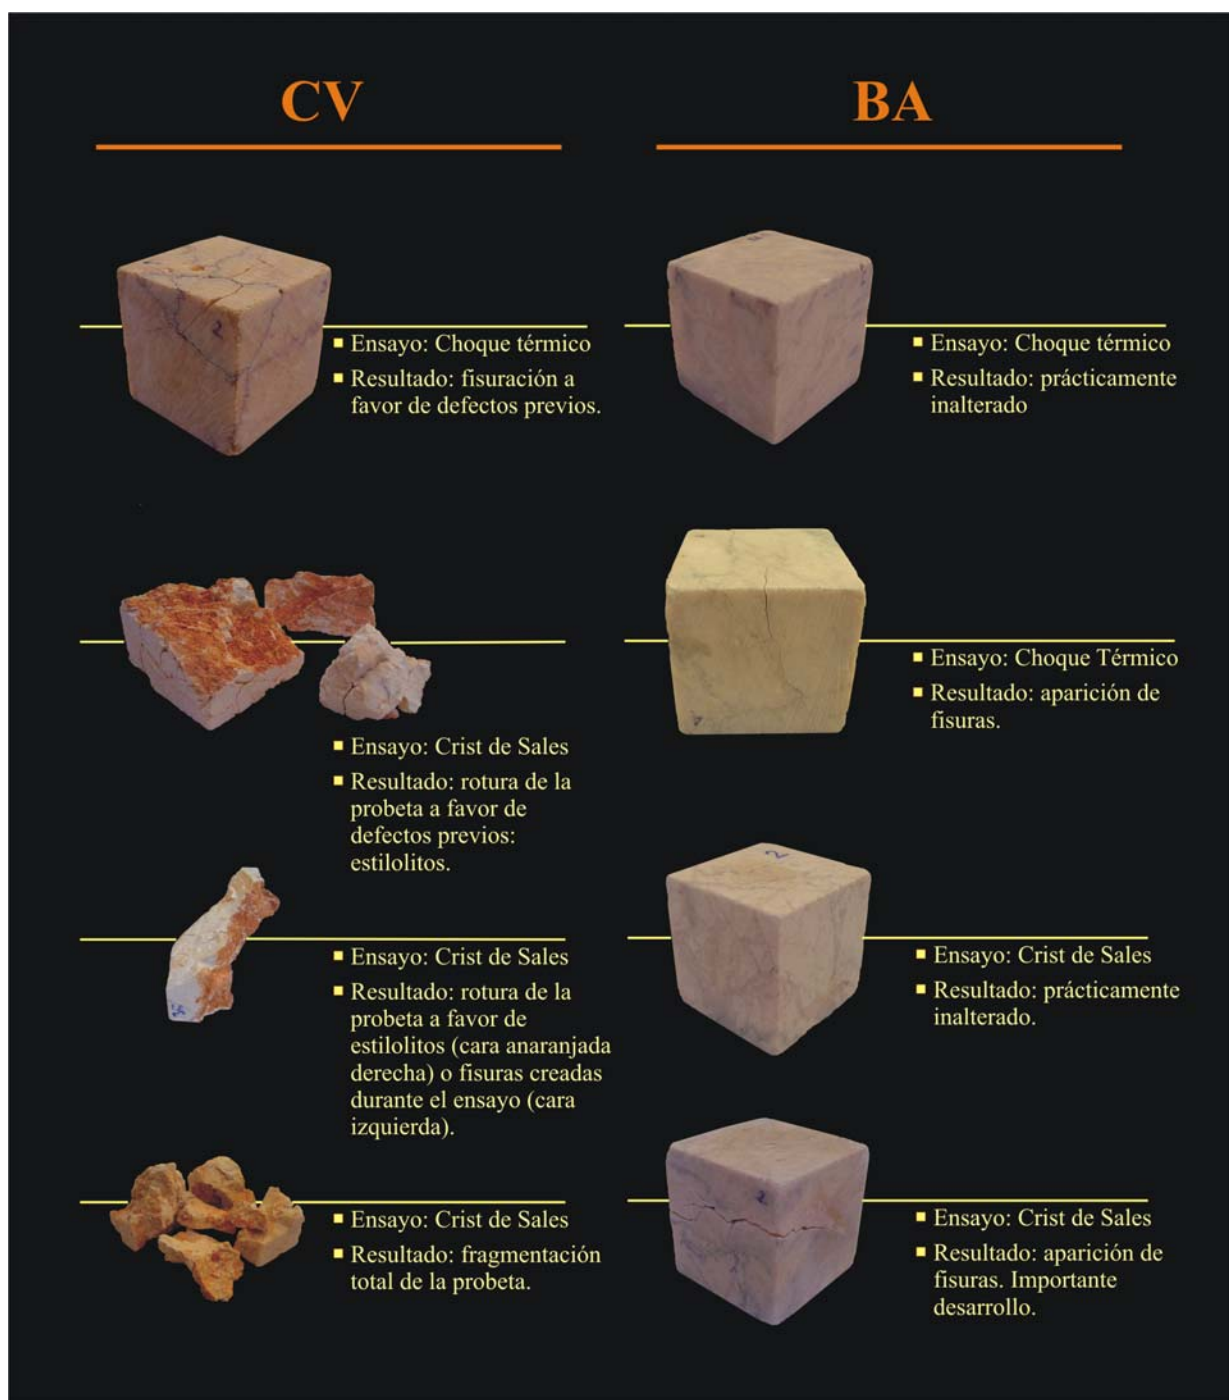 CV
Ensayo: Choque térmico
Resultado: fisuración a
favor de defectos previos.
Ensayo: Crist de Sales
Resultado: rotura de la
probeta a favor de
defectos previos:
estilolitos.
Ensayo: Crist de Sales
Resultado: rotura de la
probeta a favor de
estilolitos (cara anaranjada
derecha) o fisuras creadas
durante el ensayo (cara
izquierda).
Ensayo: Crist de Sales
Resultado: fragmentación
total de la probeta.
BA
Ensayo: Choque térmico
Resultado: prácticamente
inalterado
Ensayo: Choque Térmico
Resultado: aparición de
fisuras.
Ensayo: Crist de Sales
Resultado: prácticamente
inalterado.
Ensayo: Crist de Sales
Resultado: aparición de
fisuras. Importante
desarrollo.
2
2
2